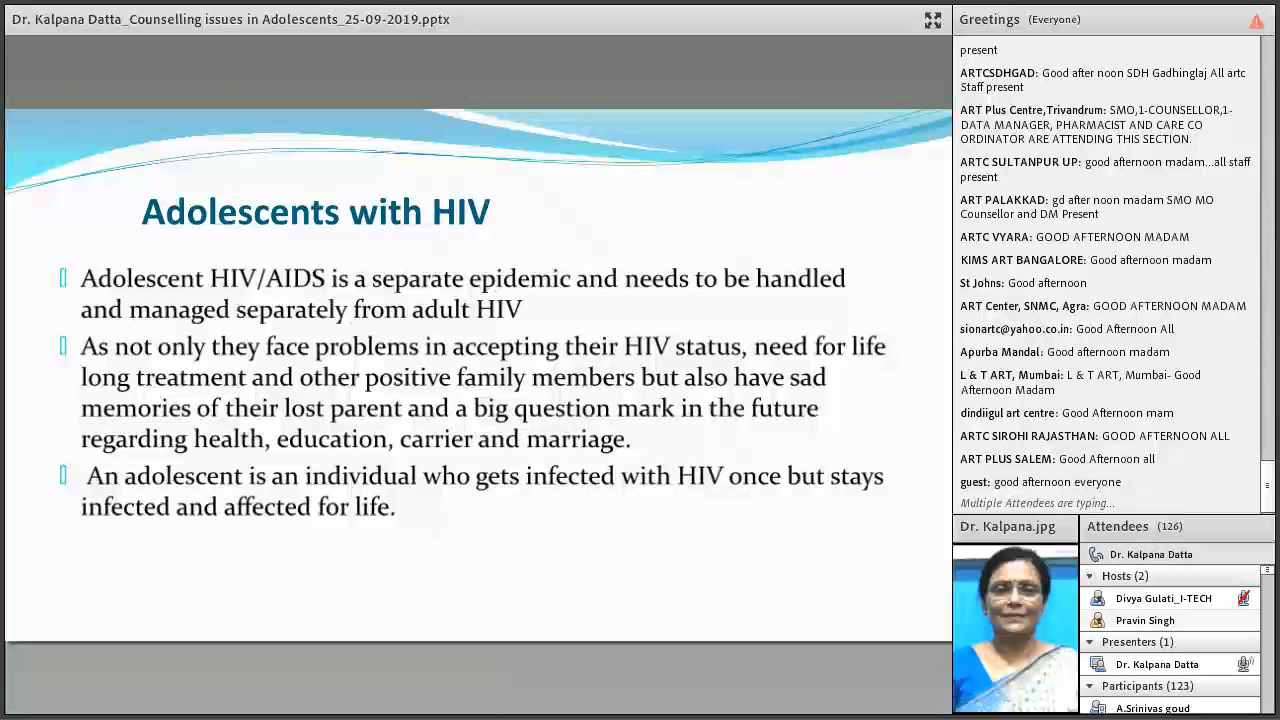 Dr. Kalpana Datta_Counselling issues in Adolescents_25-09-2019.pptx
Adolescents with HIV
Adolescent HIV/AIDS is a separate epidemic and needs to be handled
and managed separately from adult HIV
As not only they face problems in accepting their HIV status, need for life
long treatment and other positive family members but also have sad
memories of their lost parent and a big question mark in the future
regarding health, education, carrier and marriage.
An adolescent is an individual who gets infected with HIV once but stays
infected and affected for life.
Greetings (Everyone)
present
ARTCSDHGAD: Good after noon SDH Gadhinglaj All artc
Staff present
ART Plus Centre,Trivandrum: SMO,1-COUNSELLOR,1-
DATA MANAGER, PHARMACIST AND CARE CO
ORDINATOR ARE ATTENDING THIS SECTION.
ARTC SULTANPUR UP: good afternoon madam...all staff
present
ART PALAKKAD: gd after noon madam SMO MO
Counsellor and DM Present
ARTC VYARA: GOOD AFTERNOON MADAM
KIMS ART BANGALORE: Good afternoon madam
St Johns: Good afternoon
ART Center, SNMC, Agra: GOOD AFTERNOON MADAM
sionartc@yahoo.co.in: Good Afternoon All
Apurba Mandal: Good afternoon madam
L & T ART, Mumbai: L & T ART, Mumbai- Good
Afternoon Madam
dindiigul art centre: Good Afternoon mam
ARTC SIROHI RAJASTHAN: GOOD AFTERNOON ALL
ART PLUS SALEM: Good Afternoon all
guest: good afternoon everyone
Multiple Attendees are typing...
Dr. Kalpana.jpg
Attendees (126)
Dr. Kalpana Datta
Hosts (2)
Divya Gulati_I-TECH
Pravin Singh
Presenters (1)
Dr. Kalpana Datta
Participants (123)
A.Srinivas goud